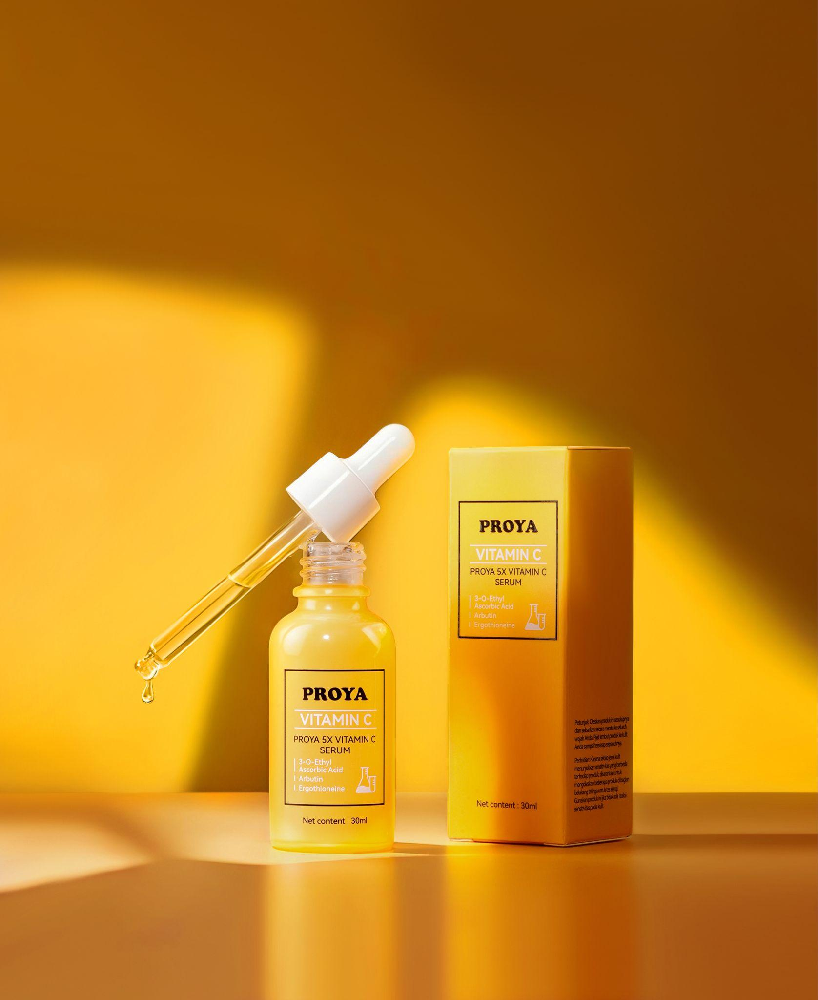 PROYA
VITAMIN C
PROYA 5X VITAMIN C
SERUM
3-O-Ethyl
Ascorbic Acid
Arbutin
Ergothioneine
Net content : 30ml
PROYA
VITAMIN C
PROYA 5X VITAMIN C
SERUM
3-O-Ethyl
Ascorbic Acid
Arbutin
Ergothioneine
Net content : 30ml
Petunjuk: Oleskan produk ini secukupnya
dan sebarkan secara merata ke seluruh
wajah Anda. Pijat lembut produk ke kulit
Anda sampai terserap sepenuhnya.
Perhatian: Karena setiap jenis kulit
menunjukkan sensitivitas yang berbeda
terhadap produk, disarankan untuk
mengoleskan beberapa produk di bagian
belakang telinga untuk tes alergi.
Gunakan produk ini jika tidak ada reaksi
sensitivitas pada kulit.